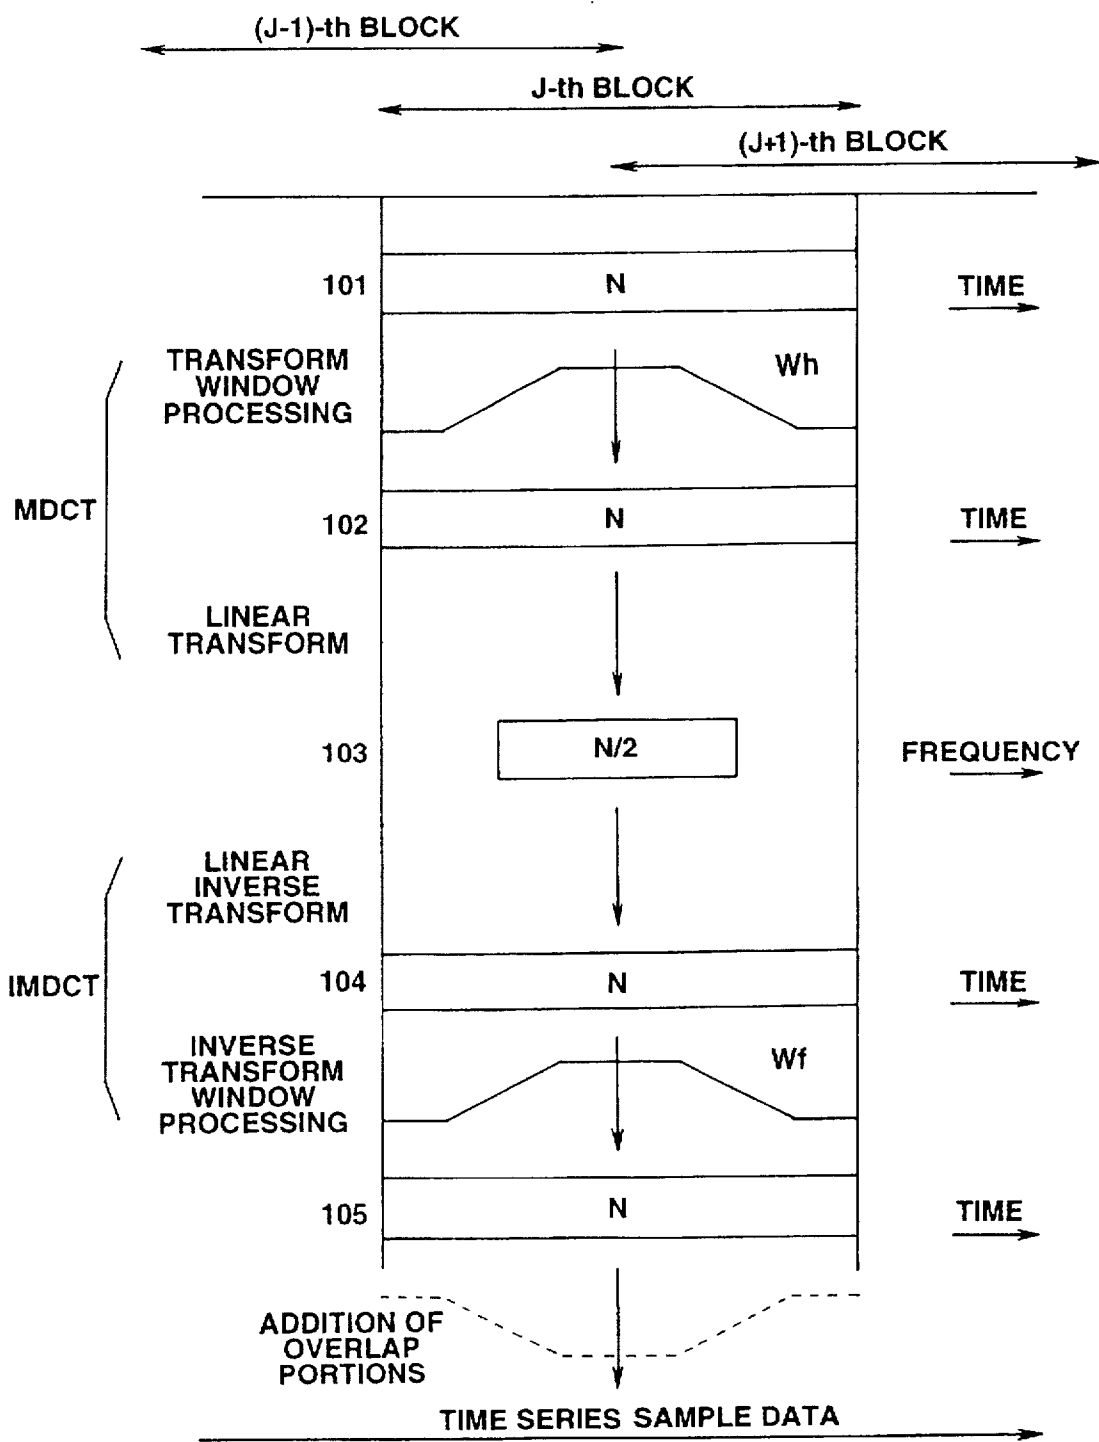 (J-1)-th BLOCK
J-th BLOCK
(J+1)-th BLOCK
101
N
TIME
TRANSFORM
WINDOW
PROCESSING
Wh
MDCT
102
N
TIME
LINEAR
TRANSFORM
103
N/2
FREQUENCY
LINEAR
INVERSE
TRANSFORM
IMDCT
104
N
TIME
INVERSE
TRANSFORM
WINDOW
PROCESSING
Wf
105
N
TIME
ADDITION OF
OVERLAP
PORTIONS
TIME SERIES SAMPLE DATA